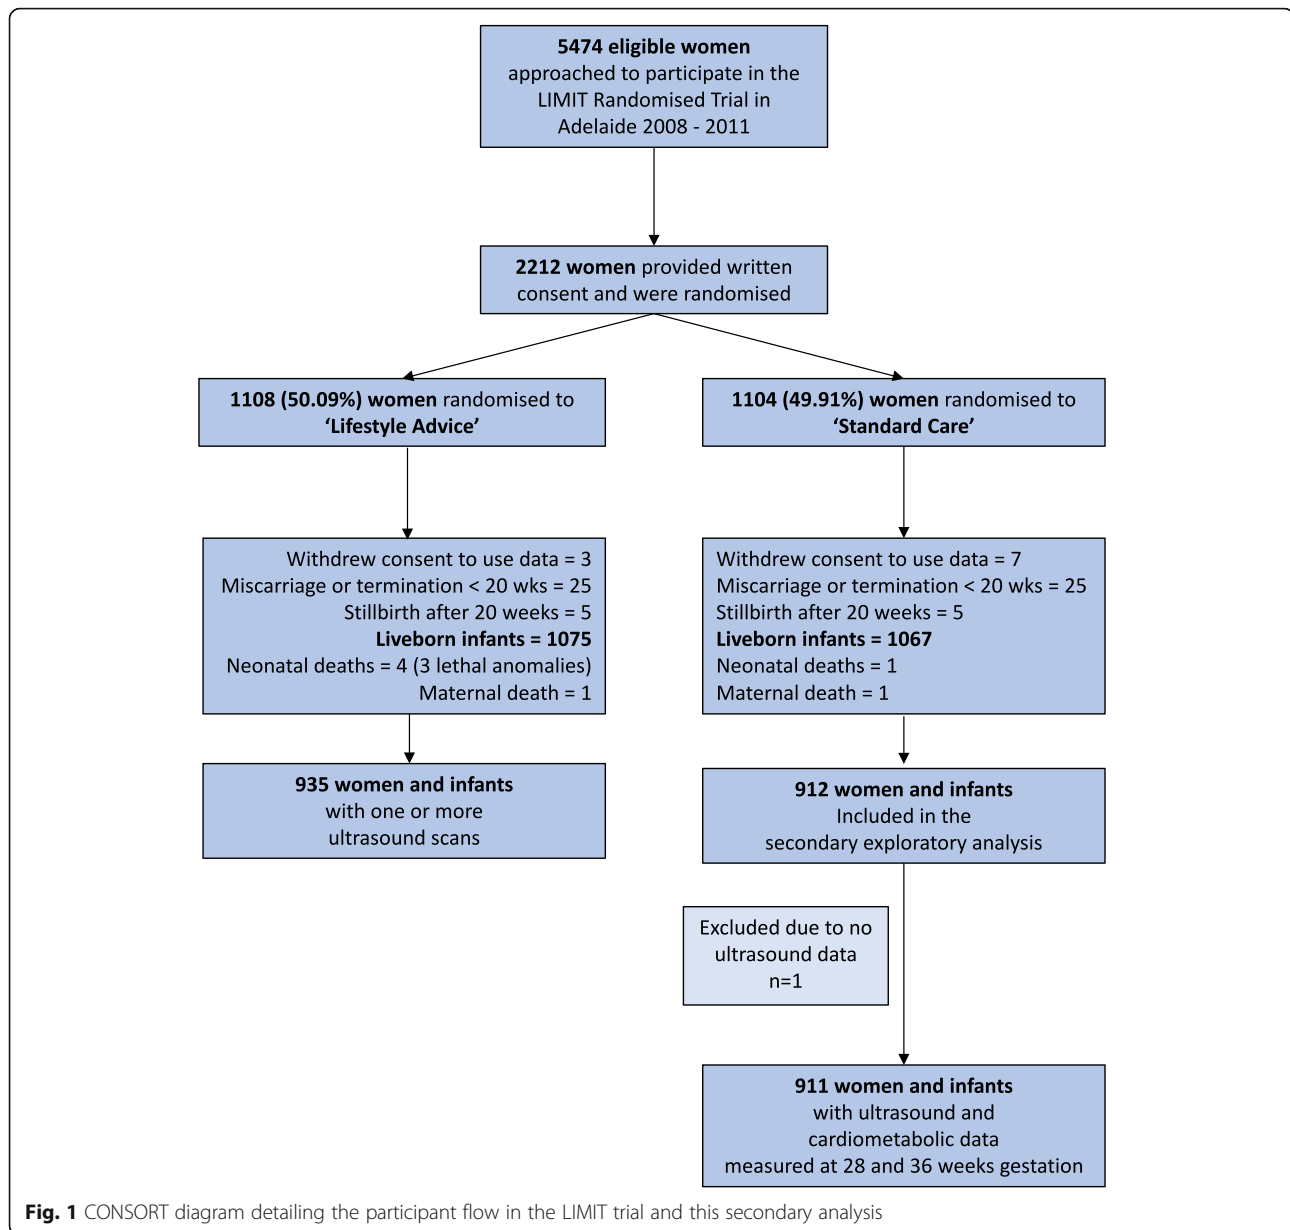 5474 eligible women
approached to participate in the
LIMIT Randomised Trial in
Adelaide 2008 - 2011
2212 women provided written
consent and were randomised
1108 (50.09%) women randomised to
‘Lifestyle Advice’
1104 (49.91%) women randomised to
‘Standard Care’
Withdrew consent to use data = 3
Miscarriage or termination < 20 wks = 25
Stillbirth after 20 weeks = 5
Liveborn infants = 1075
Neonatal deaths = 4 (3 lethal anomalies)
Maternal death = 1
Withdrew consent to use data = 7
Miscarriage or termination < 20 wks = 25
Stillbirth after 20 weeks = 5
Liveborn infants = 1067
Neonatal deaths = 1
Maternal death = 1
935 women and infants
with one or more
ultrasound scans
912 women and infants
Included in the
secondary exploratory analysis
Excluded due to no
ultrasound data
n=1
911 women and infants
with ultrasound and
cardiometabolic data
measured at 28 and 36 weeks gestation
Fig. 1 CONSORT diagram detailing the participant flow in the LIMIT trial and this secondary analysis